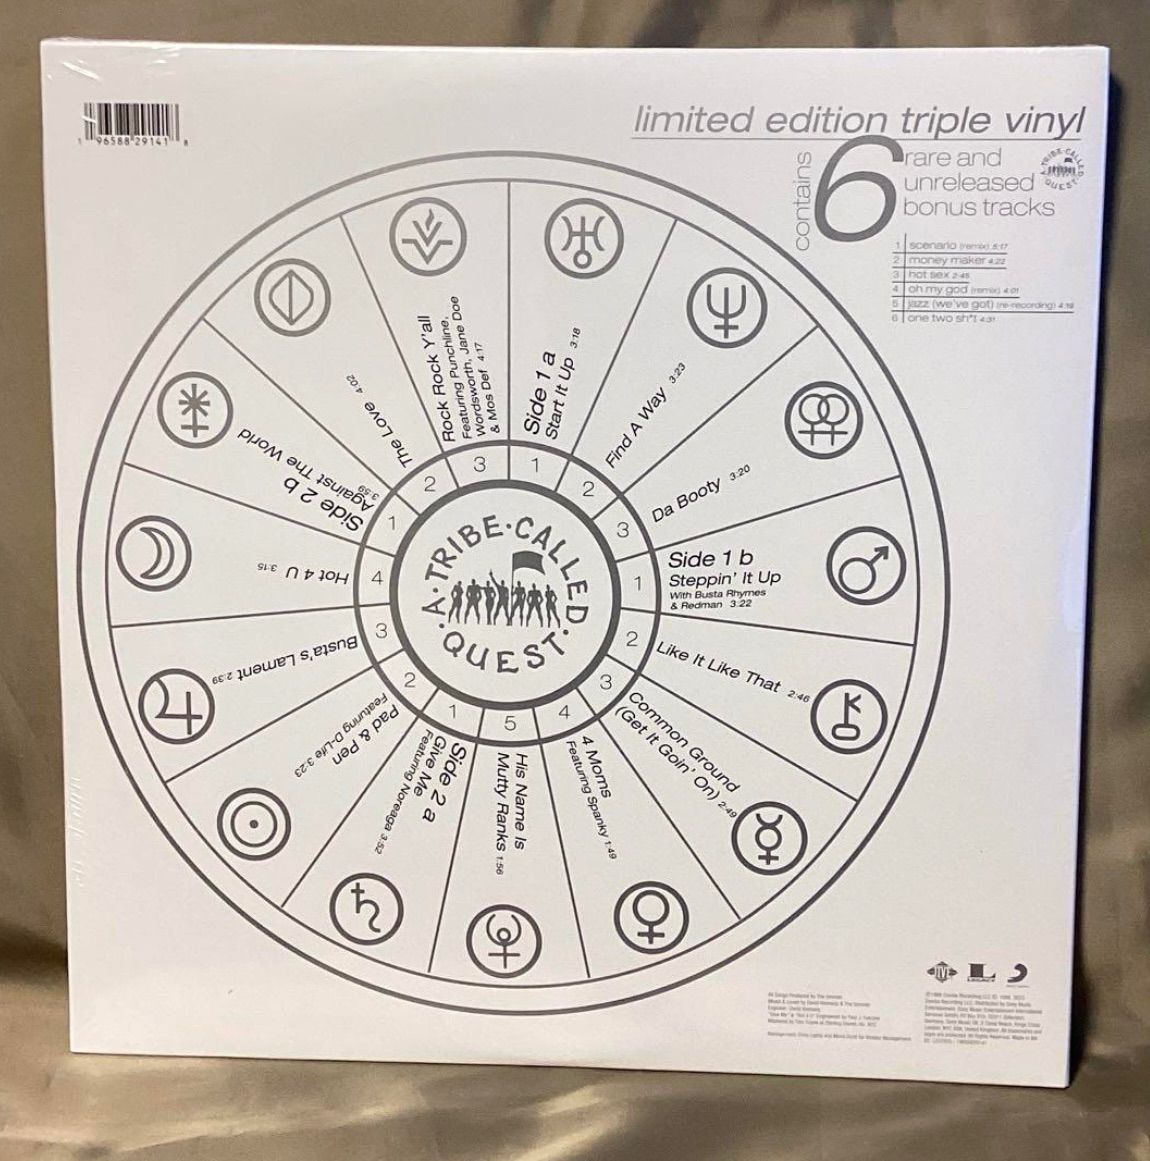 1 96588 29141 8
limited edition triple vinyl
contains
6
rare and
unreleased
bonus tracks
A TRIBE·CALLED QUEST
1 scenario (remix) 5:17
2 money maker 4:22
3 hot sex 2:45
4 oh my god (remix) 4:01
5 jazz (we've got) (re-recording) 4:19
6 one two sh*t 4:31
Side 1 a
1
Start It Up 3:18
2
Find A Way 3:23
3
Da Booty 3:20
Side 1 b
1
Steppin' It Up
With Busta Rhymes
& Redman 3:22
2
Like It Like That 2:46
3
Common Ground
(Get It Goin' On) 2:49
4
4 Moms
Featuring Spanky 1:49
5
His Name Is
Mutty Ranks 1:56
Side 2 a
1
Give Me
Featuring Noreaga 3:52
2
Pad & Pen
Featuring D-Life 3:23
3
Busta's Lament 2:39
4
Hot 4 U 3:15
Side 2 b
1
Against The World
3:59
2
The Love 4:02
3
Rock Rock Y'all
Featuring Punchline,
Wordsworth, Jane Doe
& Mos Def 4:17
A·TRIBE·CALLED
·QUEST·
JIVE
L
LEGACY